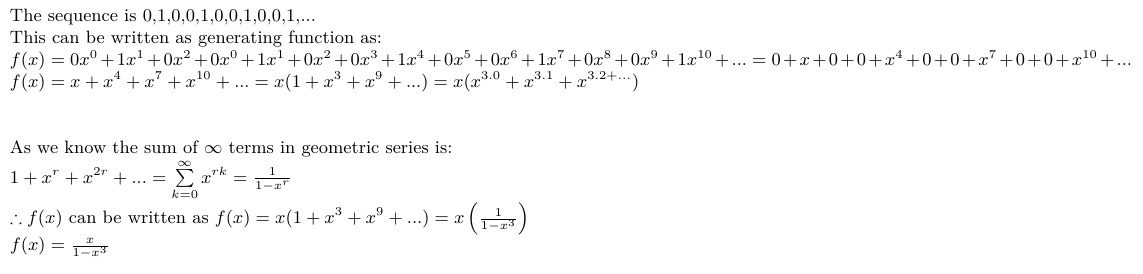 The sequence is 0,1,0,0,1,0,0,1,0,0,1,...
This can be written as generating function as:
f(x) = 0x^0 + 1x^1 + 0x^2 + 0x^0 + 1x^1 + 0x^2 + 0x^3 + 1x^4 + 0x^5 + 0x^6 + 1x^7 + 0x^8 + 0x^9 + 1x^10 + ... = 0 + x + 0 + 0 + x^4 + 0 + 0 + x^7 + 0 + 0 + x^10 + ...
f(x) = x + x^4 + x^7 + x^10 + ... = x(1 + x^3 + x^9 + ...) = x(x^3.0 + x^3.1 + x^3.2+...)
As we know the sum of ∞ terms in geometric series is:
1 + x^r + x^2r + ... = ∑_{k=0}^{∞} x^rk = 1/(1−x^r)
∴ f(x) can be written as f(x) = x(1 + x^3 + x^9 + ...) = x(1/(1−x^3))
f(x) = x/(1−x^3)